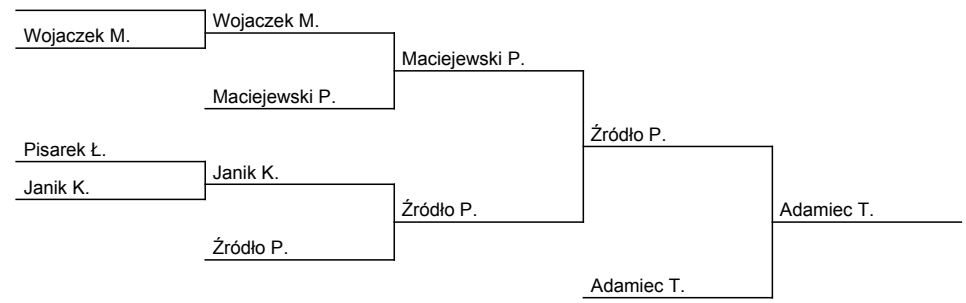 Wojaczek M.
Wojaczek M.
Maciejewski P.
Maciejewski P.
Źródło P.
Pisarek Ł.
Janik K.
Janik K.
Źródło P.
Adamiec T.
Źródło P.
Adamiec T.